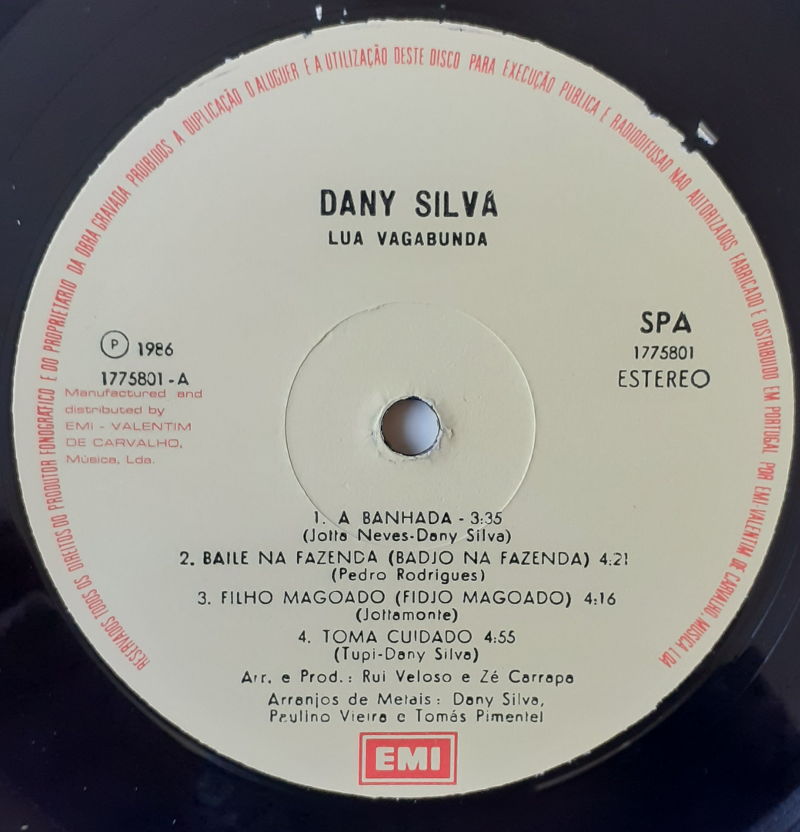 RESERVADOS TODOS OS DIREITOS DO PRODUTOR FONOGRÁFICO E DO PROPRIETÁRIO DA OBRA GRAVADA PROIBIDOS A DUPLICAÇÃO O ALUGUER E A UTILIZAÇÃO DESTE DISCO PARA EXECUÇÃO PUBLICA E RADIODIFUSAO NÃO AUTORIZADOS FABRICADO E DISTRIBUIDO EM PORTUGAL POR EMI-VALENTIM DE CARVALHO, MUSICA LDA
DANY SILVA
LUA VAGABUNDA
P 1986
1775801-A
Manufactured and
distributed by
EMI - VALENTIM
DE CARVALHO,
Música, Lda.
SPA
1775801
ESTEREO
1. A BANHADA - 3:35
(Jotta Neves-Dany Silva)
2. BAILE NA FAZENDA (BADJO NA FAZENDA) 4:21
(Pedro Rodrigues)
3. FILHO MAGOADO (FIDJO MAGOADO) 4:16
(Jottamonte)
4. TOMA CUIDADO 4:55
(Tupi-Dany Silva)
Arr. e Prod.: Rui Veloso e Zé Carrapa
Arranjos de Metais: Dany Silva,
Paulino Vieira e Tomás Pimentel
EMI